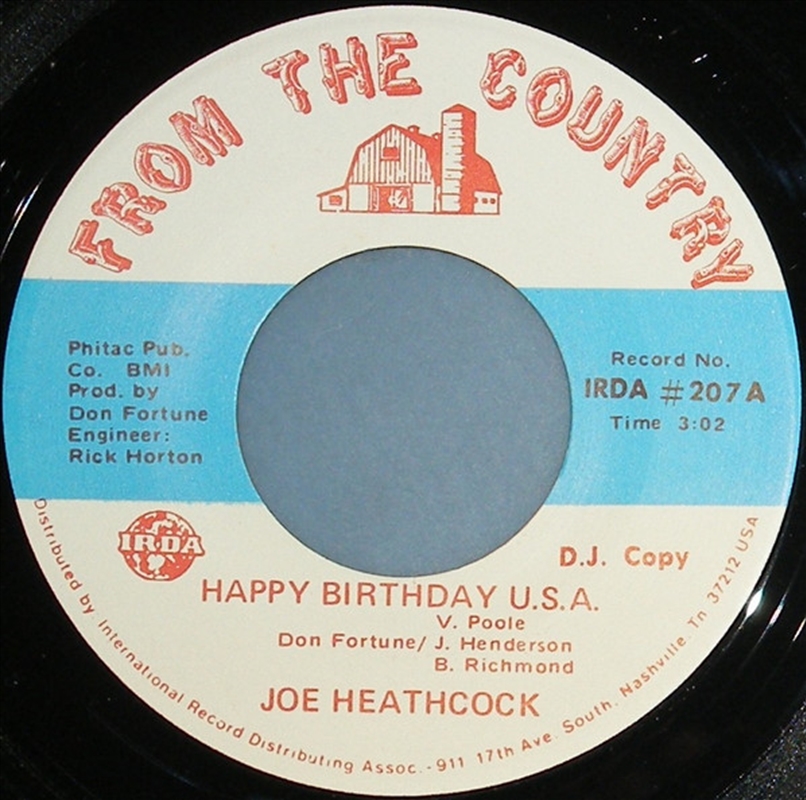 FROM THE COUNTRY
Phitac Pub.
Co. BMI
Prod. by
Don Fortune
Engineer:
Rick Horton
Record No.
IRDA #207A
Time 3:02
IRDA
D.J. Copy
HAPPY BIRTHDAY U.S.A.
V. Poole
Don Fortune/ J. Henderson
B. Richmond
JOE HEATHCOCK
Distributed by International Record Distributing Assoc. - 911 17th Ave. South, Nashville, Tn 37212 USA